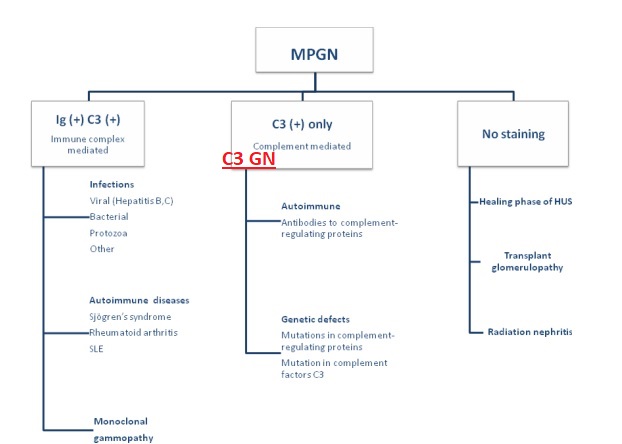 MPGN
Ig (+) C3 (+)
Immune complex
mediated
Infections
Viral (Hepatitis B,C)
Bacterial
Protozoa
Other
Autoimmune diseases
Sjögren's syndrome
Rheumatoid arthritis
SLE
Monoclonal
gammopathy
C3 (+) only
Complement mediated
C3 GN
Autoimmune
Antibodies to complement-
regulating proteins
Genetic defects
Mutations in complement-
regulating proteins
Mutation in complement
factors C3
No staining
Healing phase of HUS
Transplant
glomerulopathy
Radiation nephritis